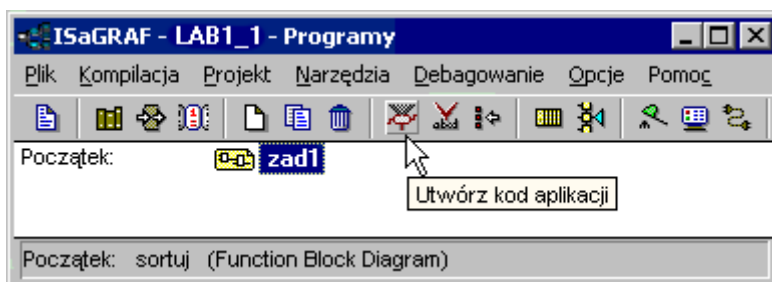 ISaGRAF - LAB1_1 - Programy
Plik Kompilacja Projekt Narzędzia Debagowanie Opcje Pomoc
Początek: zad1
Utwórz kod aplikacji
Początek: sortuj (Function Block Diagram)